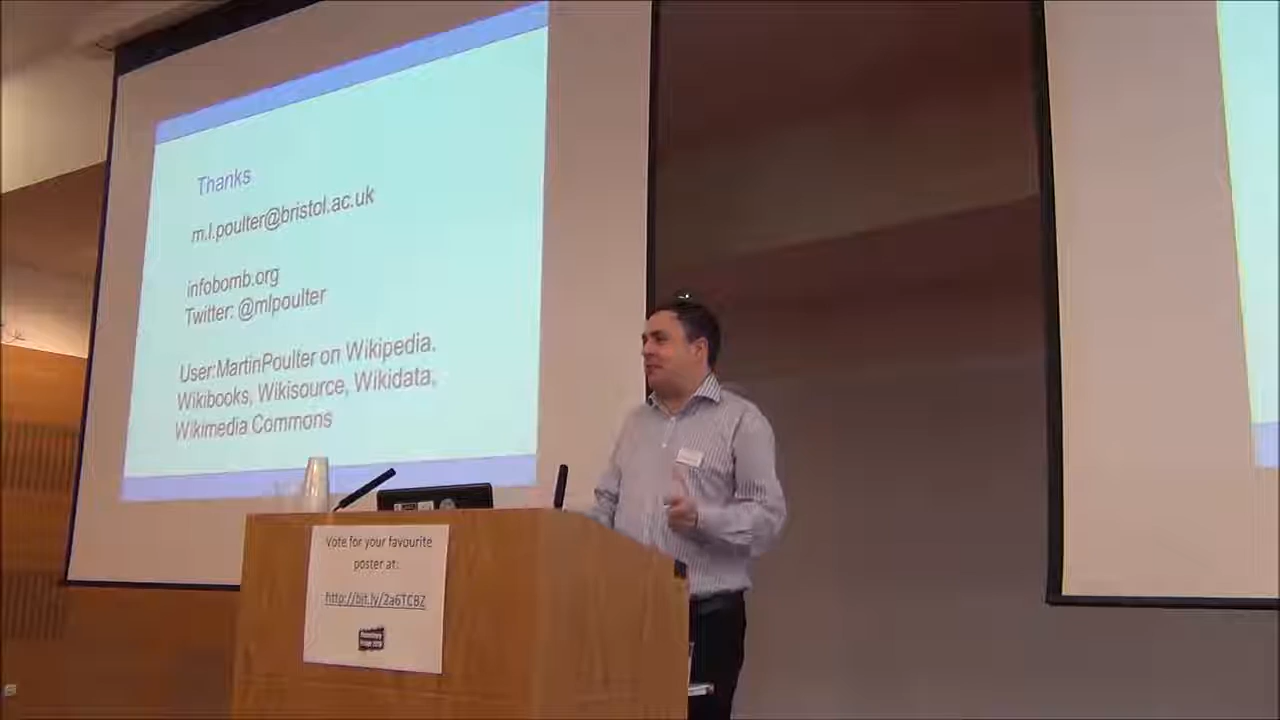 Thanks
m.l.poulter@bristol.ac.uk
infobomb.org
Twitter: @mlpoulter
User:MartinPoulter on Wikipedia,
Wikibooks, Wikisource, Wikidata,
Wikimedia Commons
Vote for your favourite
poster at:
http://bit.ly/2a6TCBZ